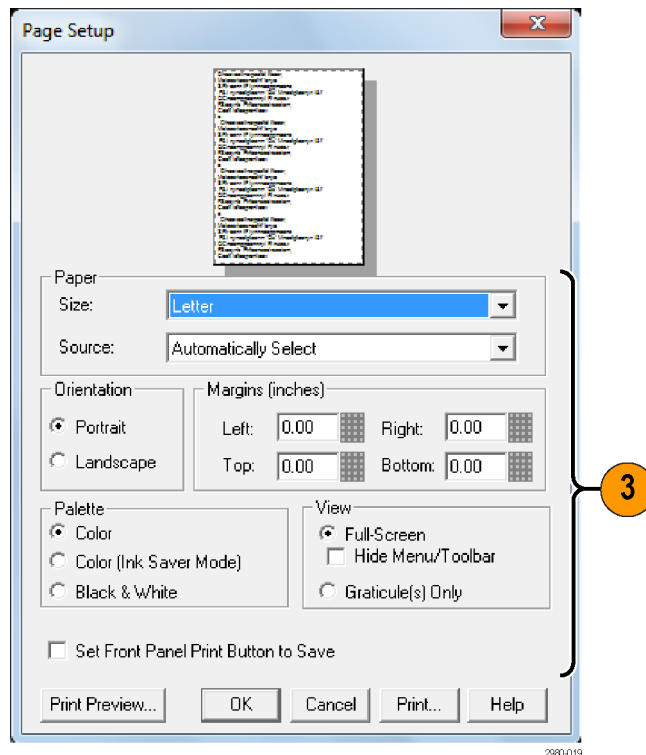 Page Setup
Paper
Size: Letter
Source: Automatically Select
Orientation Margins (inches)
Portrait Left: 0.00 Right: 0.00
Landscape Top: 0.00 Bottom: 0.00
3
Palette View
Color Full-Screen
Hide Menu/Toolbar
Color (Ink Saver Mode)
Black & White Graticule(s) Only
Set Front Panel Print Button to Save
Print Preview... OK Cancel Print... Help
2980-019